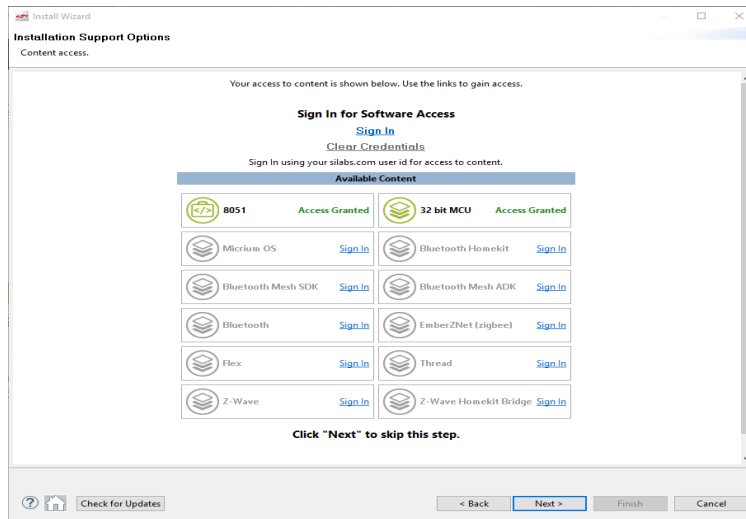 Install Wizard
Installation Support Options
Content access.
Your access to content is shown below. Use the links to gain access.
Sign In for Software Access
Sign In
Clear Credentials
Sign In using your silabs.com user id for access to content.
Available Content
8051 Access Granted 32 bit MCU Access Granted
Micrium OS Sign In Bluetooth Homekit Sign In
Bluetooth Mesh SDK Sign In Bluetooth Mesh ADK Sign In
Bluetooth Sign In EmberZNet (zigbee) Sign In
Flex Sign In Thread Sign In
Z-Wave Sign In Z-Wave Homekit Bridge Sign In
Click "Next" to skip this step.
Check for Updates < Back Next > Finish Cancel